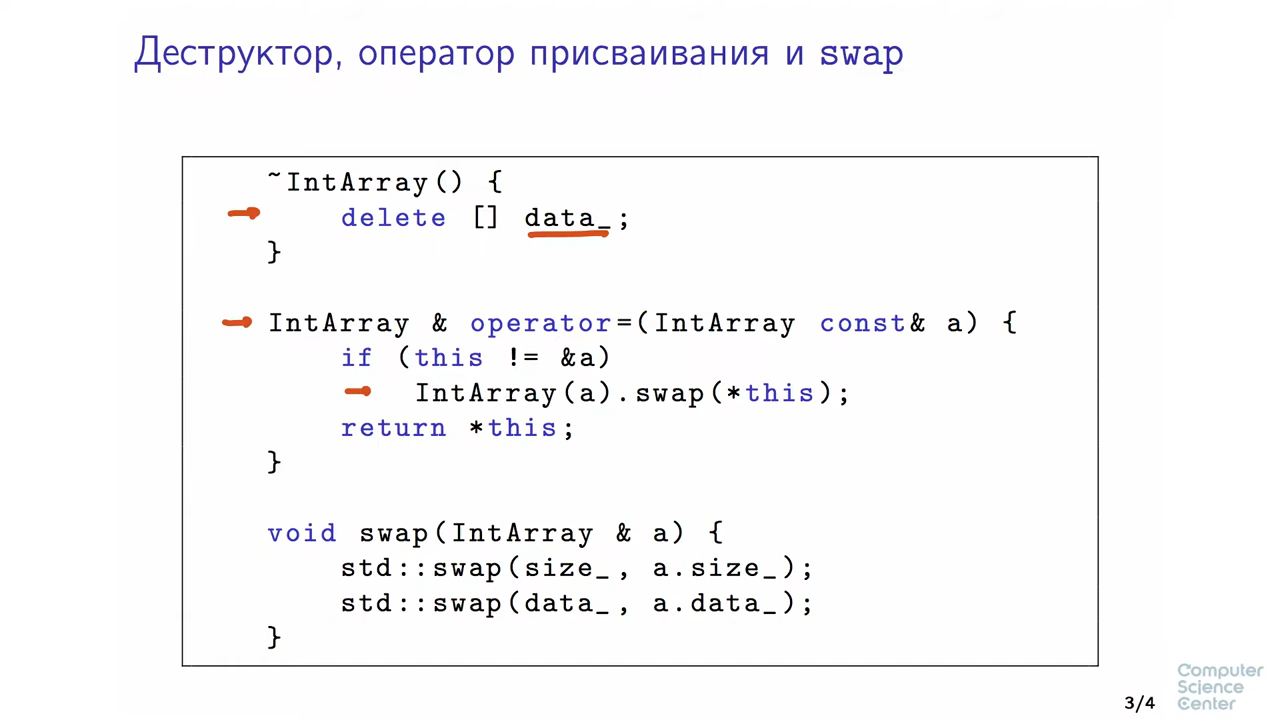 Деструктор, оператор присваивания и swap
~IntArray() {
delete [] data_;
}
IntArray & operator=(IntArray const& a) {
if (this != &a)
IntArray(a).swap(*this);
return *this;
}
void swap(IntArray & a) {
std::swap(size_, a.size_);
std::swap(data_, a.data_);
}
3/4
Computer
Science
Center